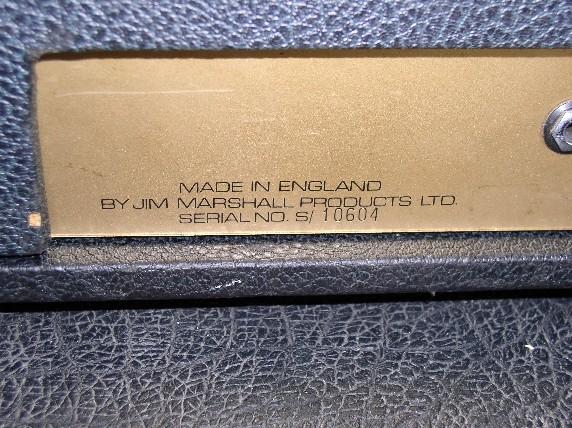 MADE IN ENGLAND
BY JIM MARSHALL PRODUCTS LTD.
SERIAL NO. S/ 10604